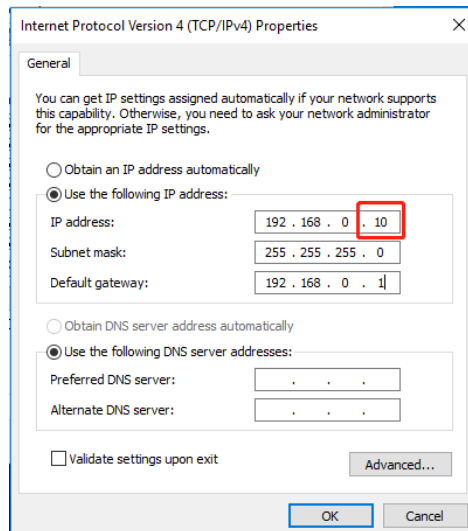 Internet Protocol Version 4 (TCP/IPv4) Properties
General
You can get IP settings assigned automatically if your network supports
this capability. Otherwise, you need to ask your network administrator
for the appropriate IP settings.
Obtain an IP address automatically
Use the following IP address:
IP address: 192 . 168 . 0 . 10
Subnet mask: 255 . 255 . 255 . 0
Default gateway: 192 . 168 . 0 . 1
Obtain DNS server address automatically
Use the following DNS server addresses:
Preferred DNS server: . . .
Alternate DNS server: . . .
Validate settings upon exit
Advanced...
OK Cancel